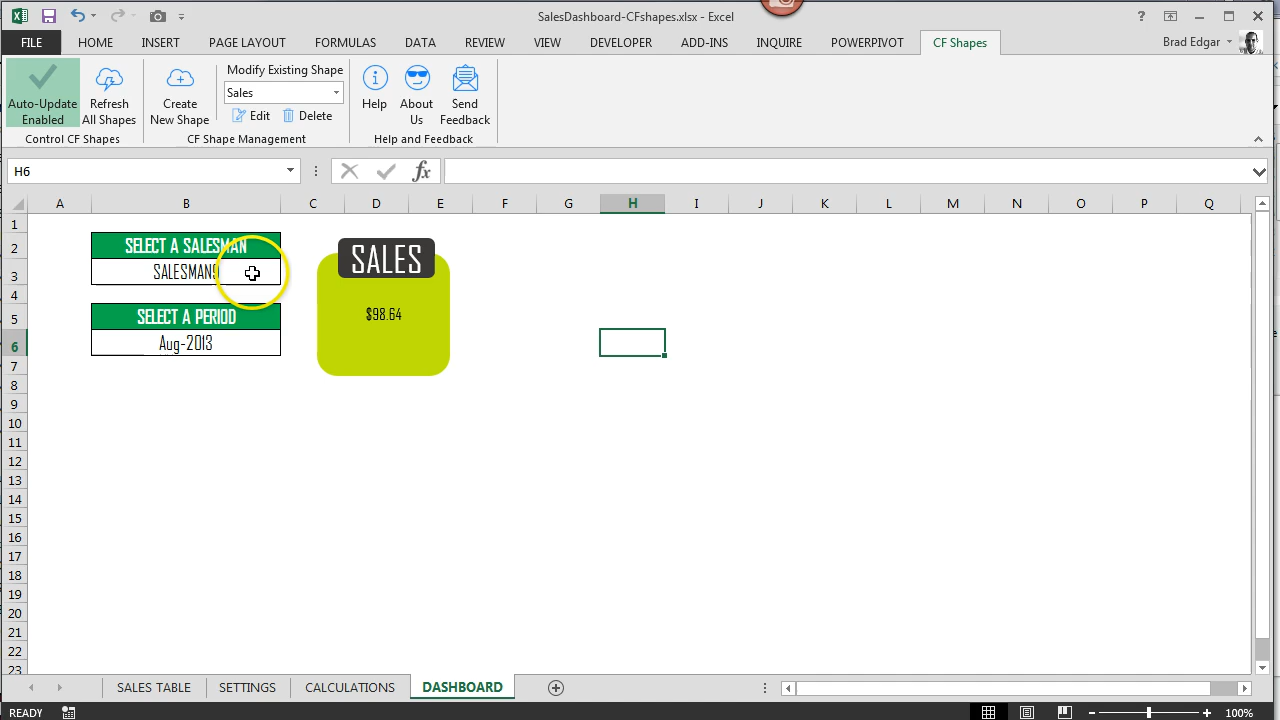 SalesDashboard-CFshapes.xlsx - Excel
FILE HOME INSERT PAGE LAYOUT FORMULAS DATA REVIEW VIEW DEVELOPER ADD-INS INQUIRE POWERPIVOT CF Shapes Brad Edgar
Auto-Update Enabled
Refresh All Shapes
Control CF Shapes
Create New Shape
Modify Existing Shape
Sales
Edit Delete
CF Shape Management
Help
About Us
Send Feedback
Help and Feedback
H6
fx
A B C D E F G H I J K L M N O P Q
1
2
3
4
5
6
7
8
9
10
11
12
13
14
15
16
17
18
19
20
21
22
23
SELECT A SALESMAN
SALESMAN9
SELECT A PERIOD
Aug-2013
SALES
$98.64
SALES TABLE SETTINGS CALCULATIONS DASHBOARD
READY
100%